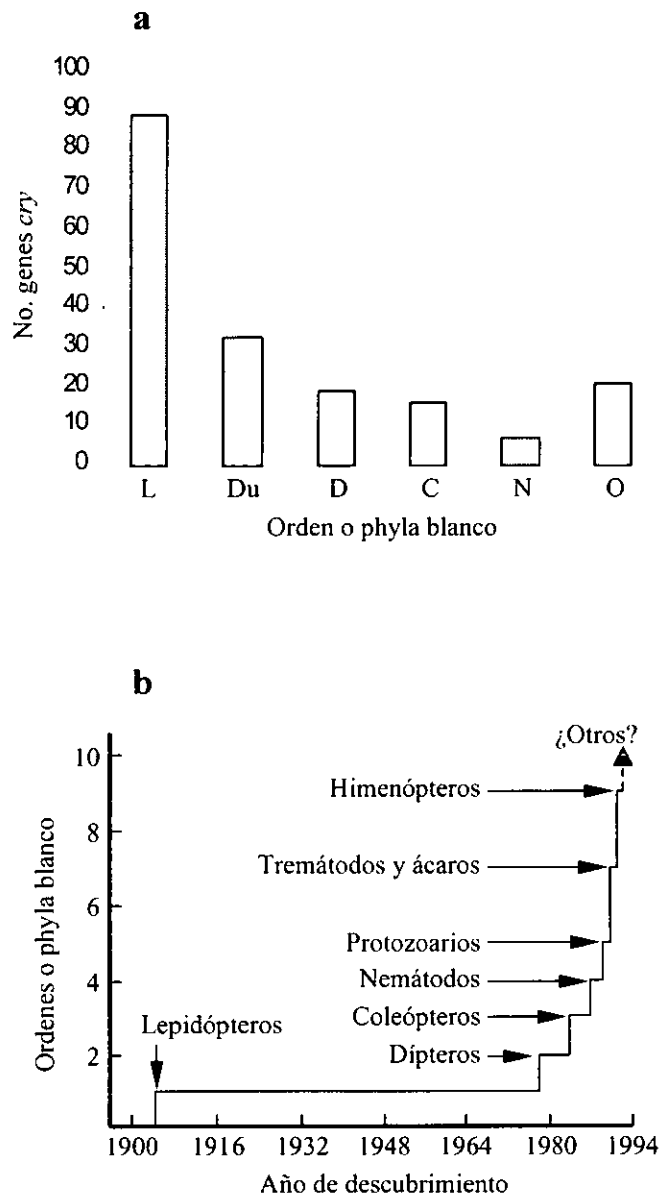 a
100
90
80
70
60
50
40
30
20
10
0
No. genes cry
L Du D C N O
Orden o phyla blanco
b
¿Otros?
10
Himenópteros
8
Tremátodos y ácaros
6
Protozoarios
Nemátodos
4
Lepidópteros
Coleópteros
Dípteros
2
Ordenes o phyla blanco
1900 1916 1932 1948 1964 1980 1994
Año de descubrimiento